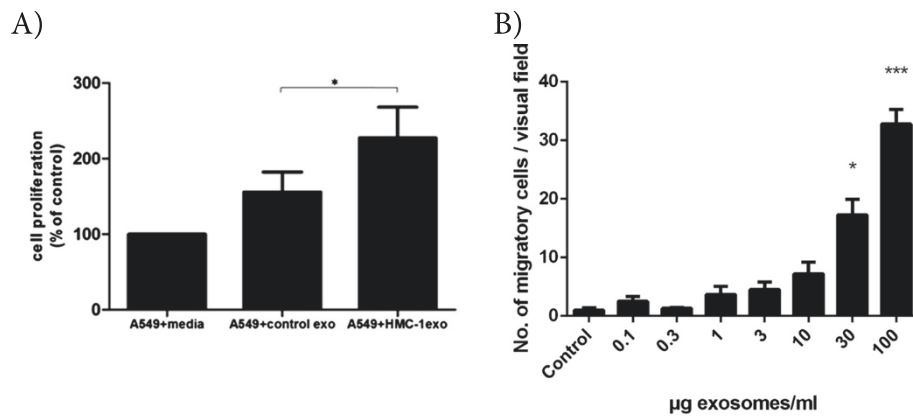 A)
cell proliferation
(% of control)
300
200
100
0
*
A549+media
A549+control exo
A549+HMC-1exo
B)
No. of migratory cells / visual field
40
30
20
10
0
*
***
Control
0.1
0.3
1
3
10
30
100
µg exosomes/ml